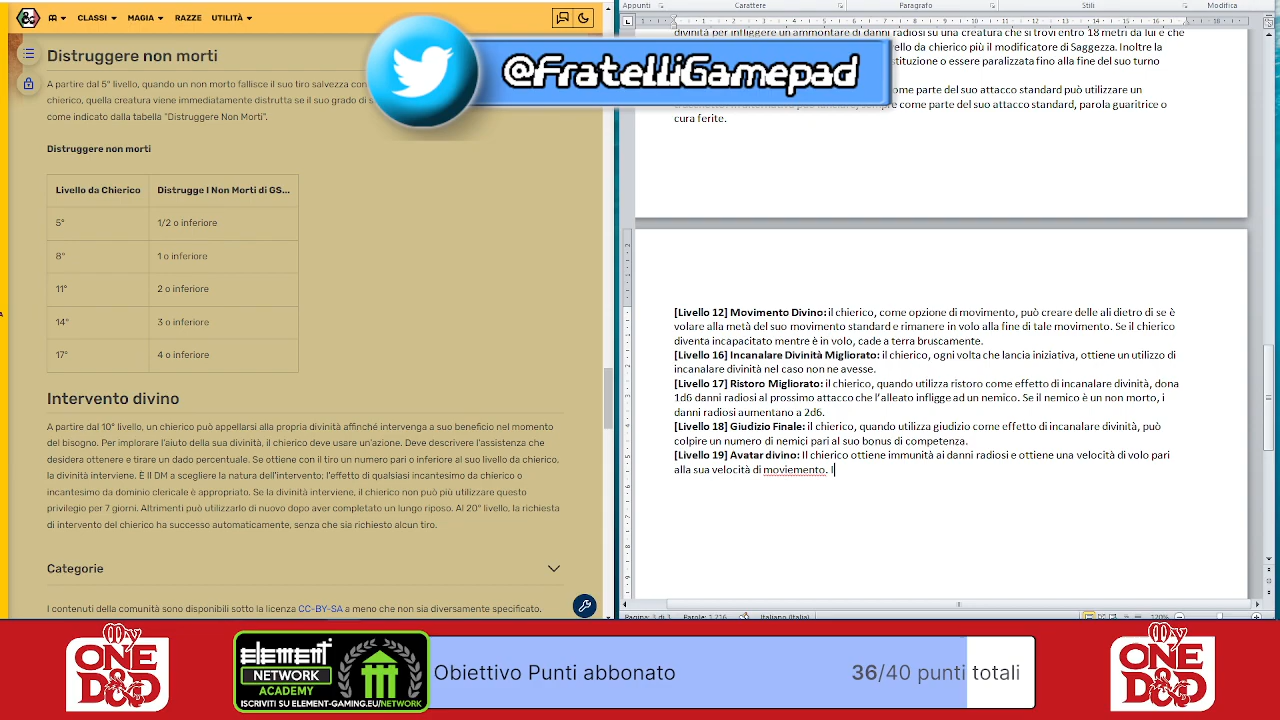 CLASSI
MAGIA
RAZZE
UTILITÀ
Distruggere non morti
A partire dal 5° livello, quando un non morto fallisce il suo tiro salvezza con
chierico, quella creatura viene immediatamente distrutta se il suo grado di s
come indicato dalla tabella "Distruggere Non Morti".
Distruggere non morti
Livello da Chierico Distrugge I Non Morti di GS...
5° 1/2 o inferiore
8° 1 o inferiore
11° 2 o inferiore
14° 3 o inferiore
17° 4 o inferiore
Intervento divino
A partire dal 10° livello, un chierico può appellarsi alla propria divinità affinché intervenga a suo beneficio nel momento
del bisogno. Per implorare l'aiuto della sua divinità, il chierico deve usare un'azione. Deve descrivere l'assistenza che
desidera ottenere e tirare un dado percentuale. Se ottiene con il tiro un numero pari o inferiore al suo livello da chierico,
la divinità interviene. È il DM a scegliere la natura dell'intervento; l'effetto di qualsiasi incantesimo da chierico o
incantesimo da dominio clericale è appropriato. Se la divinità interviene, il chierico non può più utilizzare questo
privilegio per 7 giorni. Altrimenti può utilizzarlo di nuovo dopo aver completato un lungo riposo. Al 20° livello, la richiesta
di intervento del chierico ha successo automaticamente, senza che sia richiesto alcun tiro.
Categorie
I contenuti della comunità sono disponibili sotto la licenza CC-BY-SA a meno che non sia diversamente specificato.
@FratelliGamepad
Appunti Carattere Paragrafo Stili Modifica
divinità per infliggere un ammontare di danni radiosi su una creatura che si trovi entro 18 metri da lui e che
ello da chierico più il modificatore di Saggezza. Inoltre la
stituzione o essere paralizzata fino alla fine del suo turno
come parte del suo attacco standard può utilizzare un
come parte del suo attacco standard, parola guaritrice o
cura ferite.
[Livello 12] Movimento Divino: il chierico, come opzione di movimento, può creare delle ali dietro di se è
volare alla metà del suo movimento standard e rimanere in volo alla fine di tale movimento. Se il chierico
diventa incapacitato mentre è in volo, cade a terra bruscamente.
[Livello 16] Incanalare Divinità Migliorato: il chierico, ogni volta che lancia iniziativa, ottiene un utilizzo di
incanalare divinità nel caso non ne avesse.
[Livello 17] Ristoro Migliorato: il chierico, quando utilizza ristoro come effetto di incanalare divinità, dona
1d6 danni radiosi al prossimo attacco che l'alleato infligge ad un nemico. Se il nemico è un non morto, i
danni radiosi aumentano a 2d6.
[Livello 18] Giudizio Finale: il chierico, quando utilizza giudizio come effetto di incanalare divinità, può
colpire un numero di nemici pari al suo bonus di competenza.
[Livello 19] Avatar divino: Il chierico ottiene immunità ai danni radiosi e ottiene una velocità di volo pari
alla sua velocità di moviemento. I
Pagina: 3 di 3 Parole: 1.216 Italiano (Italia) 120%
My
ONE
D&D
element
NETWORK
ACADEMY
ISCRIVITI SU ELEMENT-GAMING.EU/NETWORK
Obiettivo Punti abbonato 36/40 punti totali
My
ONE
D&D